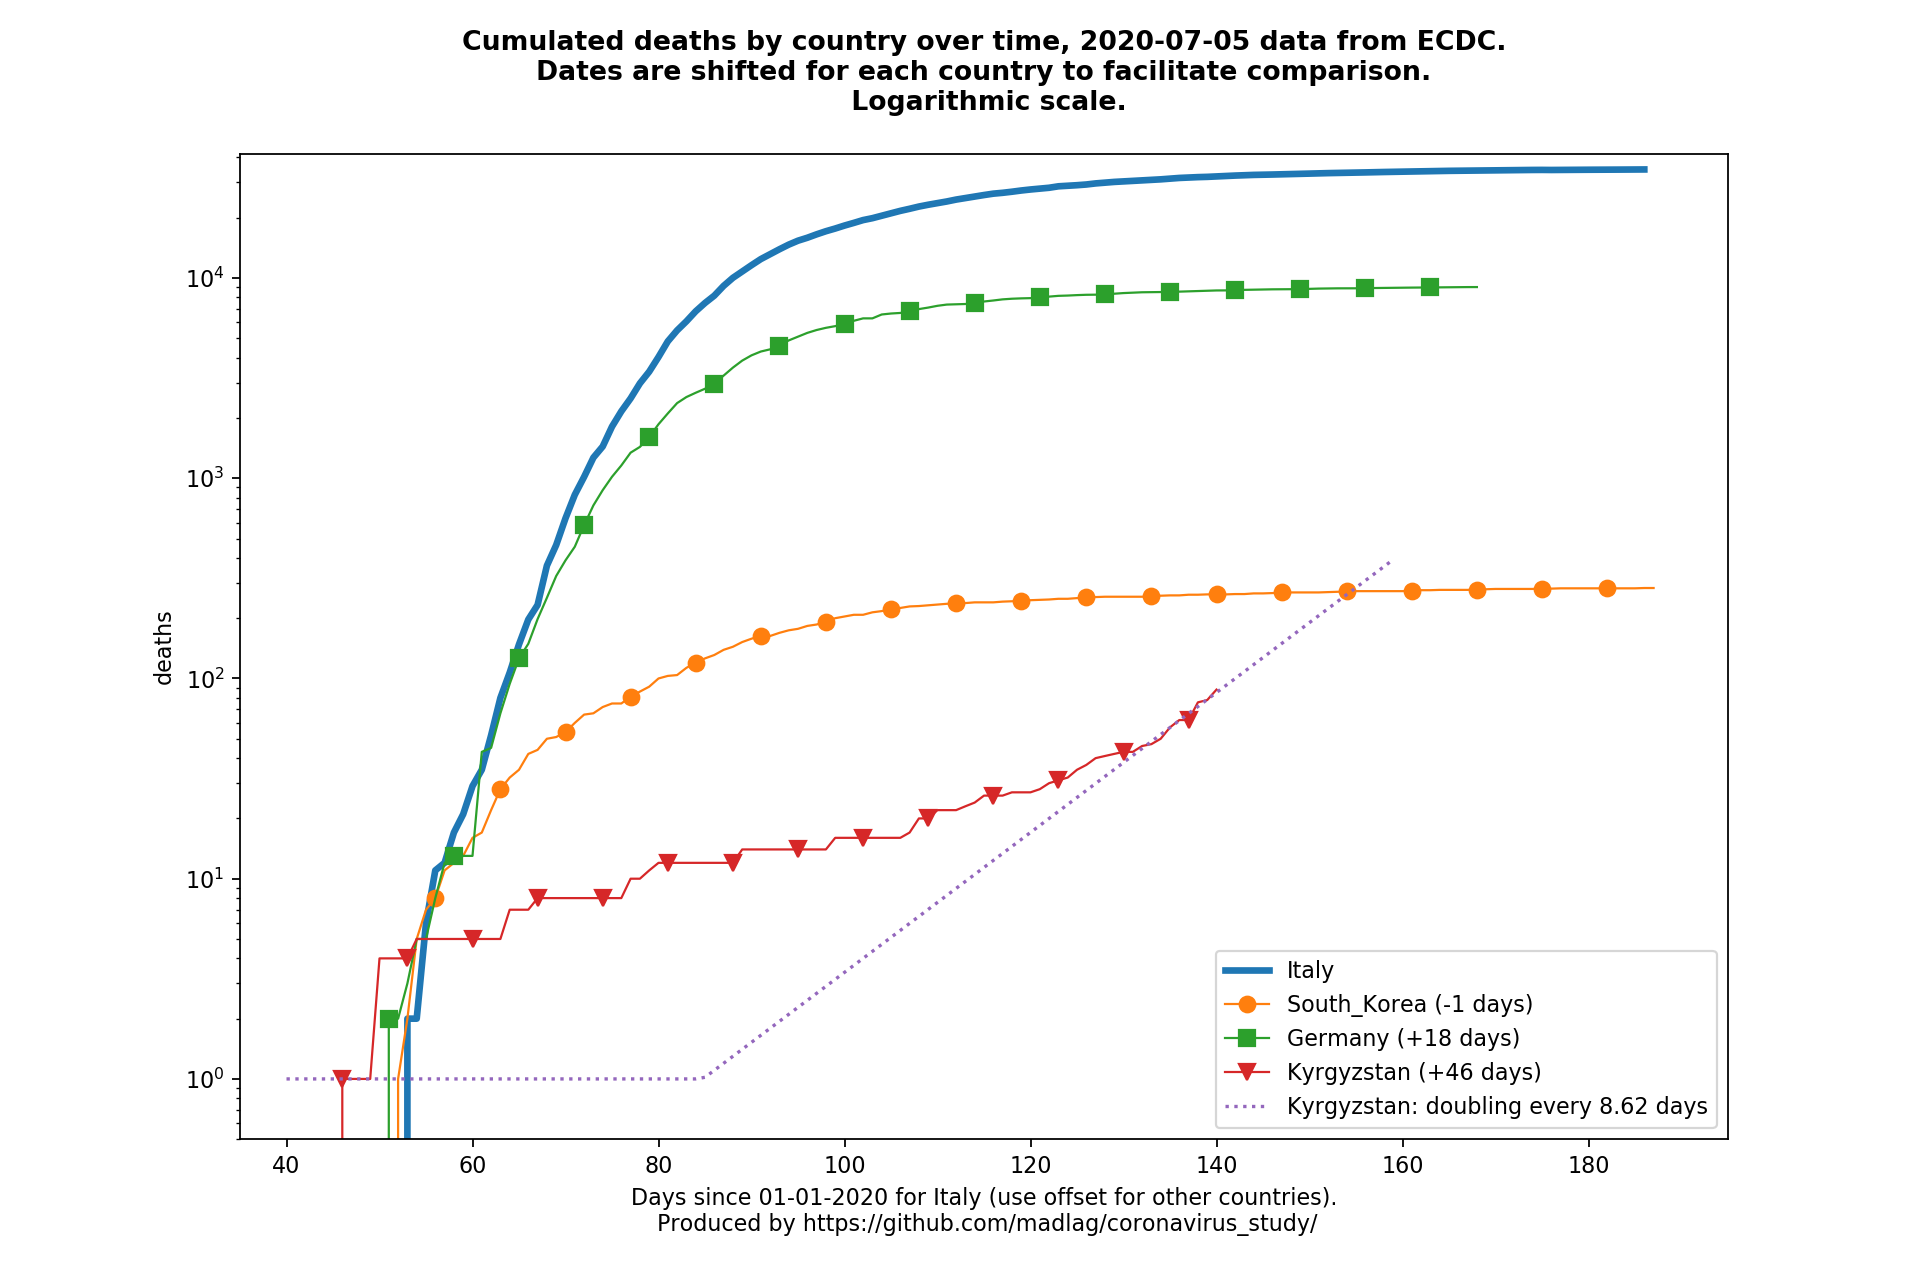 Cumulated deaths by country over time, 2020-07-05 data from ECDC.
Dates are shifted for each country to facilitate comparison.
Logarithmic scale.
10^4
10^3
10^2
10^1
10^0
deaths
Italy
South_Korea (-1 days)
Germany (+18 days)
Kyrgyzstan (+46 days)
Kyrgyzstan: doubling every 8.62 days
40 60 80 100 120 140 160 180
Days since 01-01-2020 for Italy (use offset for other countries).
Produced by https://github.com/madlag/coronavirus_study/